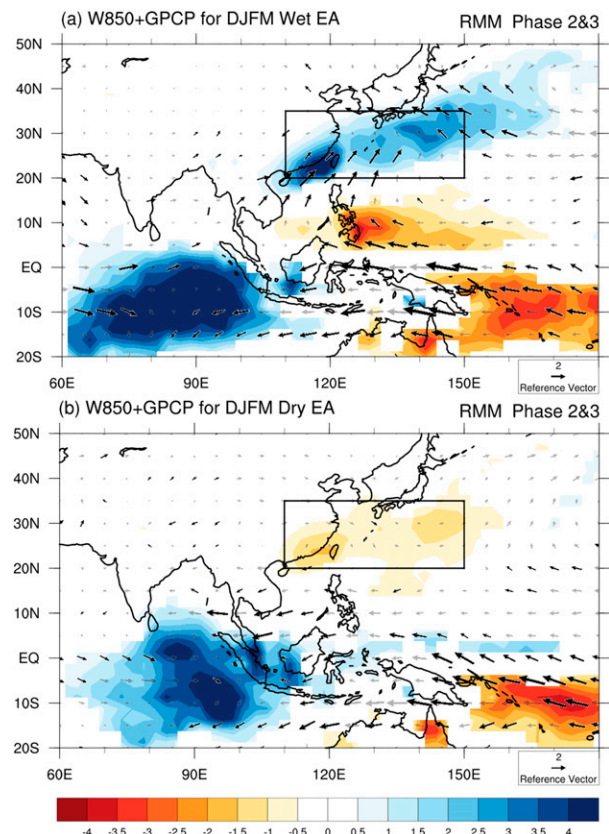 (a) W850+GPCP for DJFM Wet EA RMM Phase 2&3
50N
40N
30N
20N
10N
EQ
10S
20S
60E 90E 120E 150E
2
Reference Vector
(b) W850+GPCP for DJFM Dry EA RMM Phase 2&3
50N
40N
30N
20N
10N
EQ
10S
20S
60E 90E 120E 150E
2
Reference Vector
-4 -3.5 -3 -2.5 -2 -1.5 -1 -0.5 0 0.5 1 1.5 2 2.5 3 3.5 4